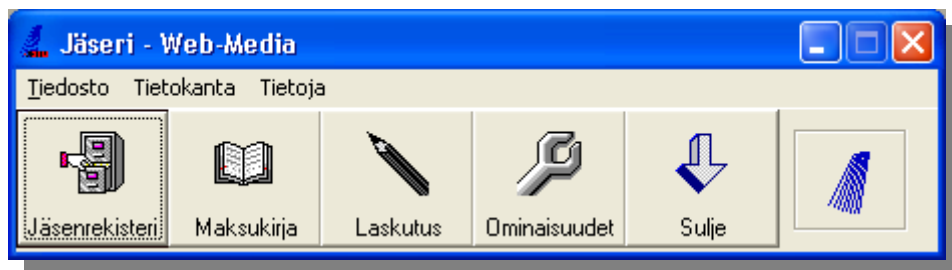 Jäseri - Web-Media
Tiedosto Tietokanta Tietoja
Jäsenrekisteri Maksukirja Laskutus Ominaisuudet Sulje